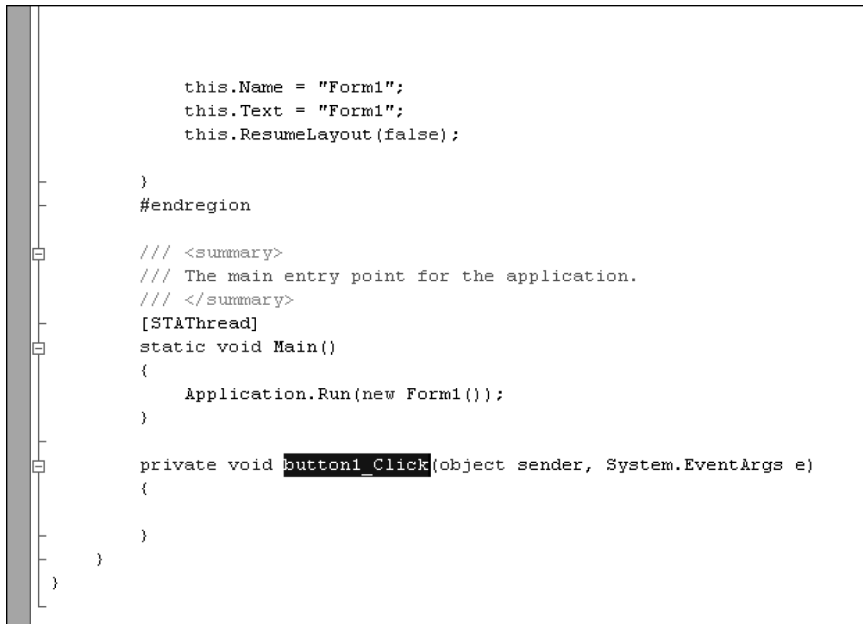 this.Name = "Form1";
this.Text = "Form1";
this.ResumeLayout(false);
}
#endregion
/// <summary>
/// The main entry point for the application.
/// </summary>
[STAThread]
static void Main()
{
Application.Run(new Form1());
}
private void button1_Click(object sender, System.EventArgs e)
{
}
}
}